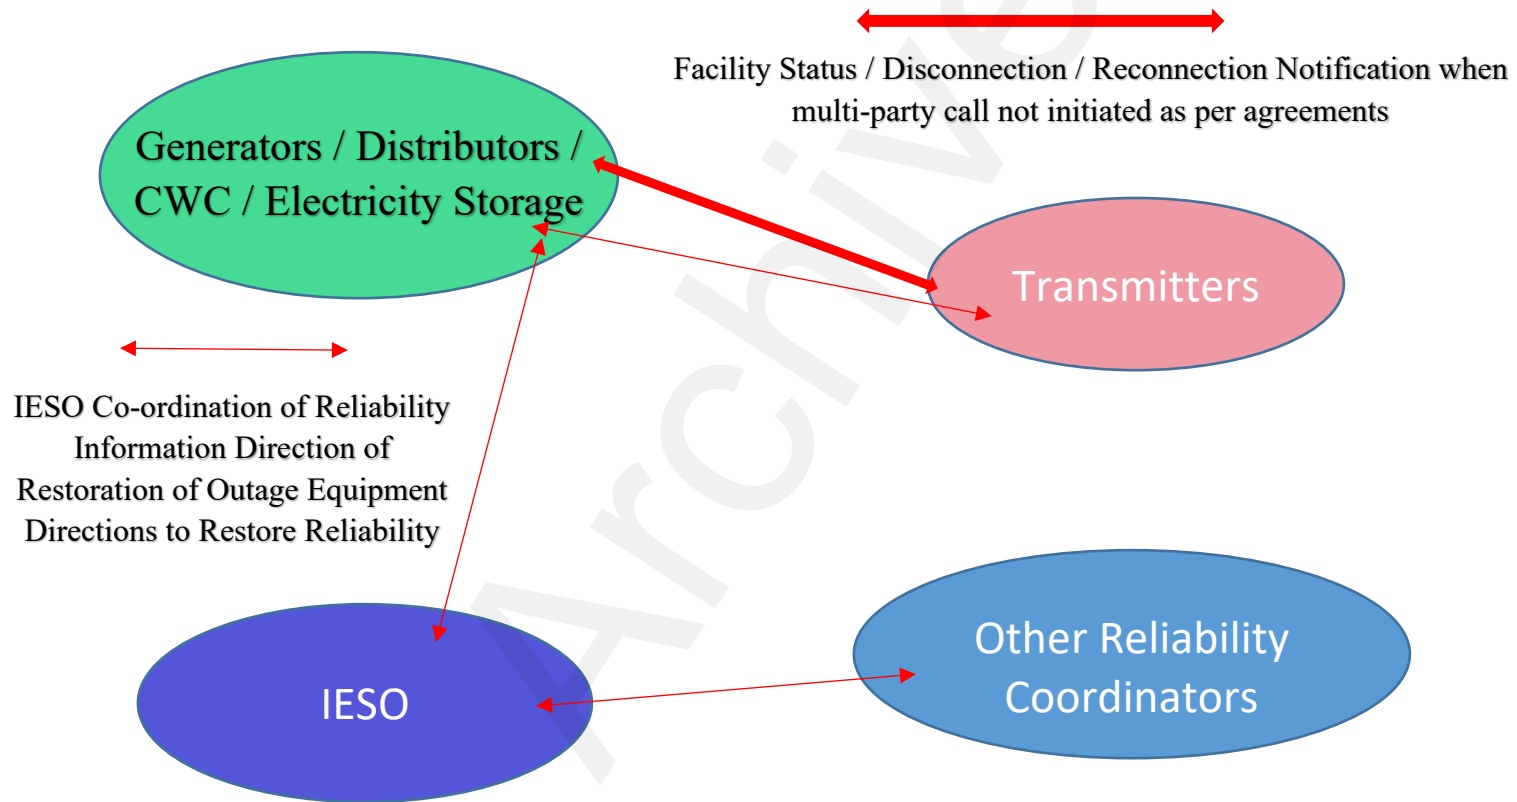 Facility Status / Disconnection / Reconnection Notification when
multi-party call not initiated as per agreements
Generators / Distributors /
CWC / Electricity Storage
Transmitters
IESO Co-ordination of Reliability
Information Direction of
Restoration of Outage Equipment
Directions to Restore Reliability
Other Reliability
Coordinators
IESO
Archive